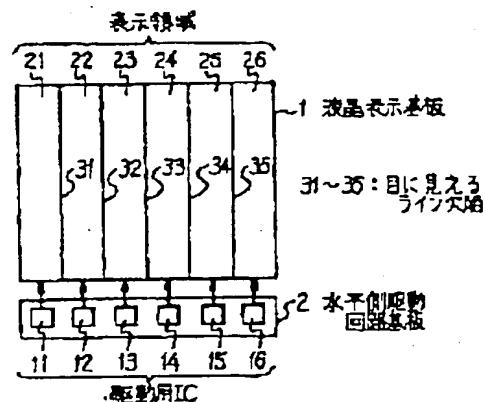 表示領域
21 22 23 24 25 26
1 液晶表示基板
31 32 33 34 35
31～35:目に見える
ライン欠陥
2 水平側駆動
回路基板
11 12 13 14 15 16
駆動用IC